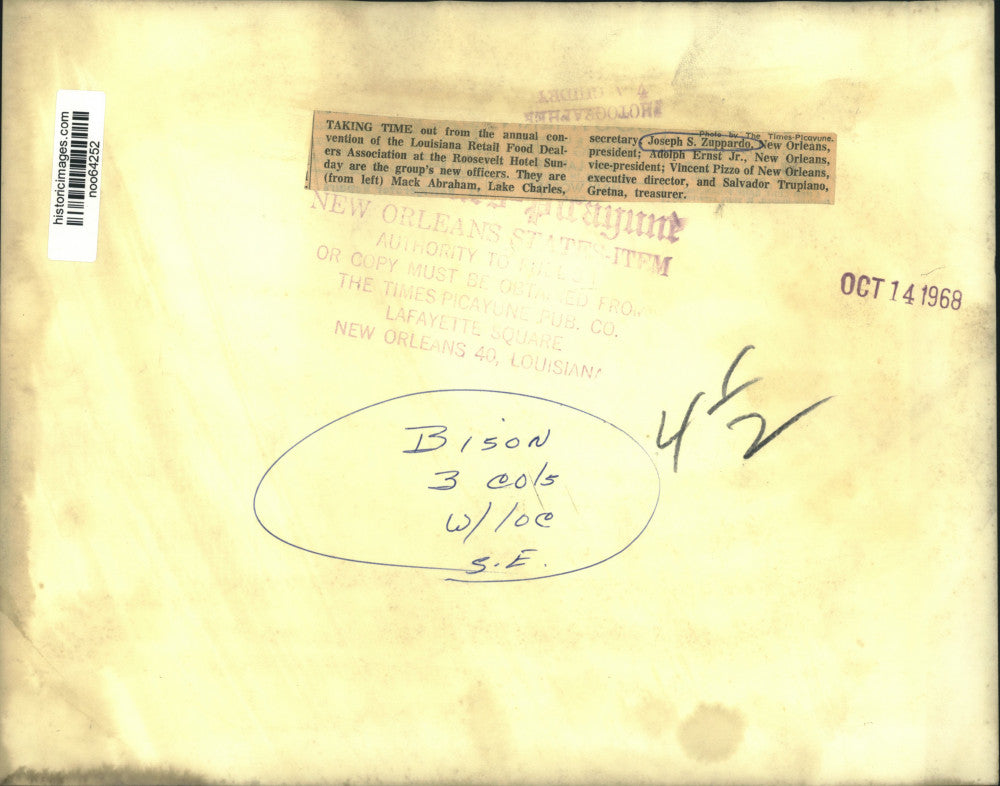 historicimages.com
noo64252
PHOTOGRAPHER
TAKING TIME out from the annual con-
vention of the Louisiana Retail Food Deal-
ers Association at the Roosevelt Hotel Sun-
day are the group's new officers. They are
(from left) Mack Abraham, Lake Charles,
Photo by The Times-Picayune.
secretary; Joseph S. Zuppardo, New Orleans,
president; Adolph Ernst Jr., New Orleans,
vice-president; Vincent Pizzo of New Orleans,
executive director, and Salvador Trupiano,
Gretna, treasurer.
Picayune
NEW ORLEANS STATES-ITEM
AUTHORITY TO
OR COPY MUST BE OBTAINED FROM
THE TIMES PICAYUNE PUB. CO.
LAFAYETTE SQUARE
NEW ORLEANS 40, LOUISIANA
OCT 14 1968
4 1/2
Bison
3 cols
w/ loc
S.E.